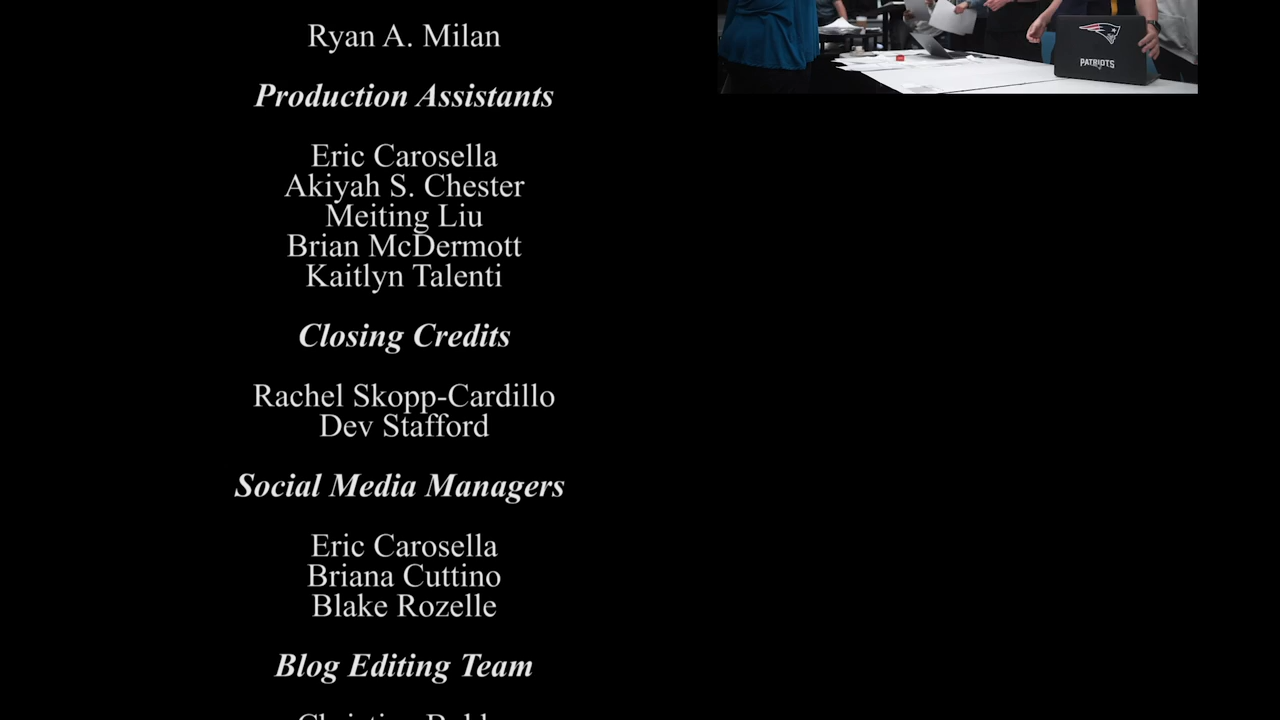 Ryan A. Milan
Production Assistants
Eric Carosella
Akiyah S. Chester
Meiting Liu
Brian McDermott
Kaitlyn Talenti
Closing Credits
Rachel Skopp-Cardillo
Dev Stafford
Social Media Managers
Eric Carosella
Briana Cuttino
Blake Rozelle
Blog Editing Team
PATRIOTS